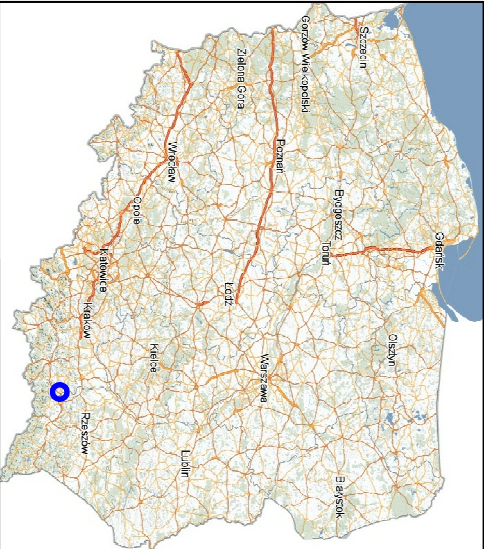 Szczecin
Gorzów Wielkopolski
Zielona Góra
Poznań
Wrocław
Bydgoszcz
Toruń
Gdańsk
Opole
Katowice
Łódź
Kraków
Olsztyn
Kielce
Warszawa
Rzeszów
Lublin
Białystok